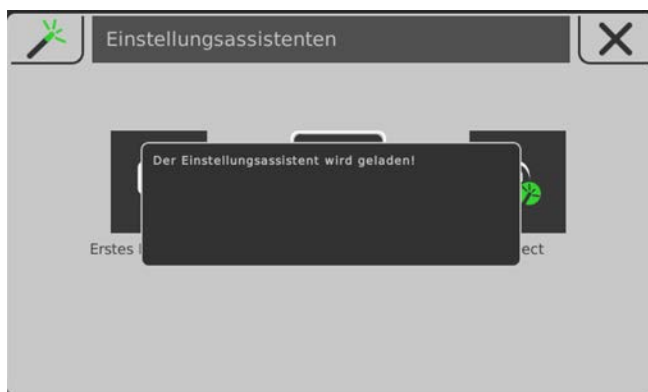 Einstellungsassistenten
Der Einstellungsassistent wird geladen!
Erstes
ect